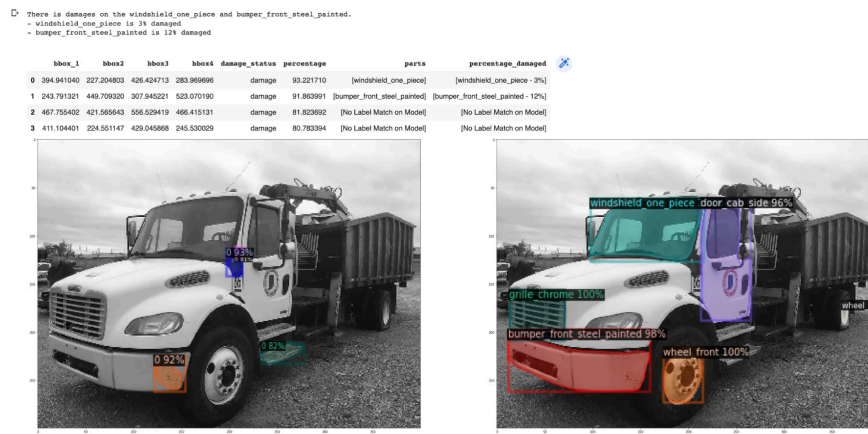 There is damages on the windshield_one_piece and bumper_front_steel_painted.
- windshield_one_piece is 3% damaged
- bumper_front_steel_painted is 12% damaged
bbox_1 bbox2 bbox3 bbox4 damage_status percentage parts percentage_damaged
0 394.941040 227.204803 426.424713 283.969696 damage 93.221710 [windshield_one_piece] [windshield_one_piece - 3%]
1 243.791321 449.709320 307.945221 523.070190 damage 91.863991 [bumper_front_steel_painted] [bumper_front_steel_painted - 12%]
2 467.755402 421.565643 556.529419 466.415131 damage 81.823692 [No Label Match on Model] [No Label Match on Model]
3 411.104401 224.551147 429.045868 245.530029 damage 80.783394 [No Label Match on Model] [No Label Match on Model]
0 93%
0 81%
0 82%
0 92%
windshield_one_piece door_cab_side 96%
grille_chrome 100%
wheel
bumper_front_steel_painted 98%
wheel_front 100%